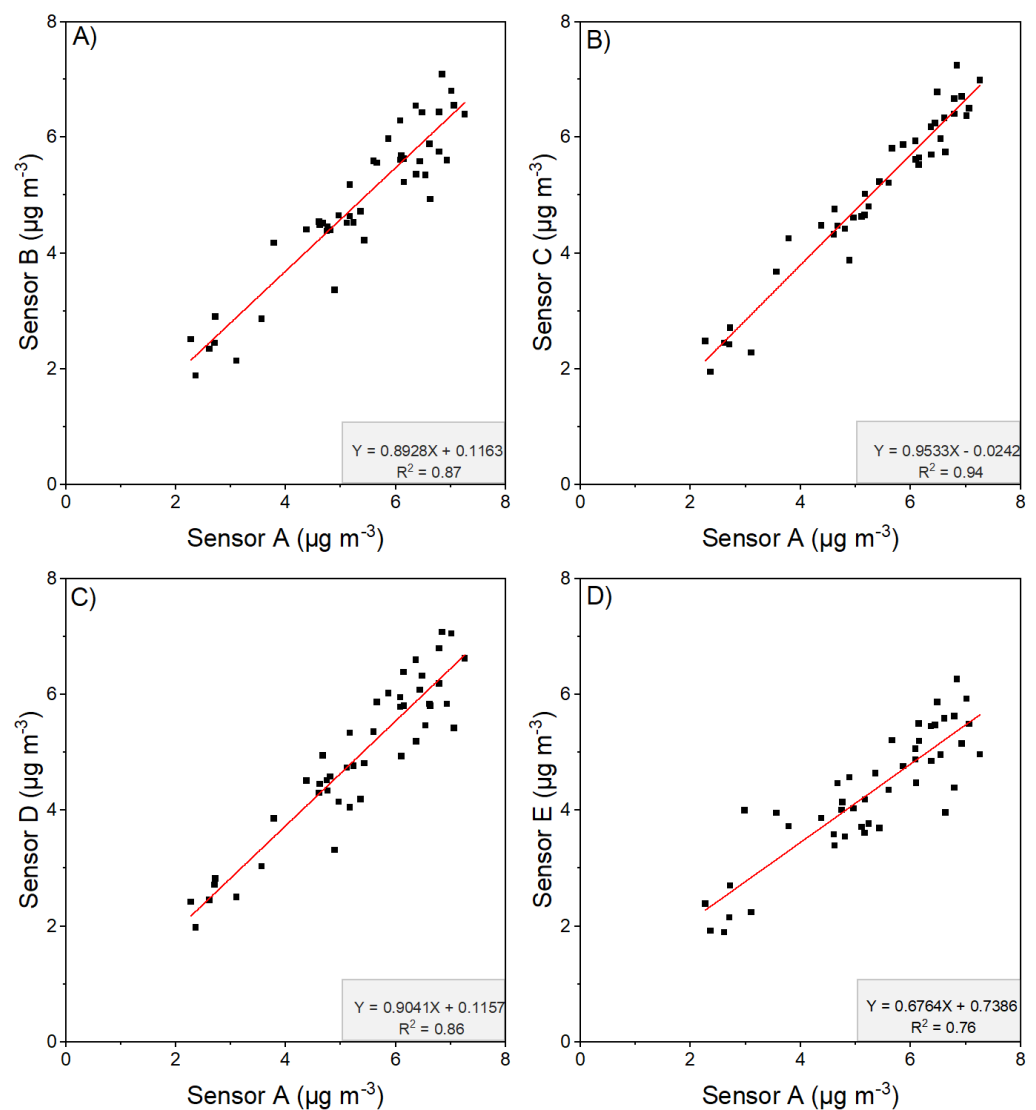 A)
8
6
4
2
0
Sensor B (µg m⁻³)
Y = 0.8928X + 0.1163
R² = 0.87
0 2 4 6 8
Sensor A (µg m⁻³)
B)
8
6
4
2
0
Sensor C (µg m⁻³)
Y = 0.9533X - 0.0242
R² = 0.94
0 2 4 6 8
Sensor A (µg m⁻³)
C)
8
6
4
2
0
Sensor D (µg m⁻³)
Y = 0.9041X + 0.1157
R² = 0.86
0 2 4 6 8
Sensor A (µg m⁻³)
D)
8
6
4
2
0
Sensor E (µg m⁻³)
Y = 0.6764X + 0.7386
R² = 0.76
0 2 4 6 8
Sensor A (µg m⁻³)